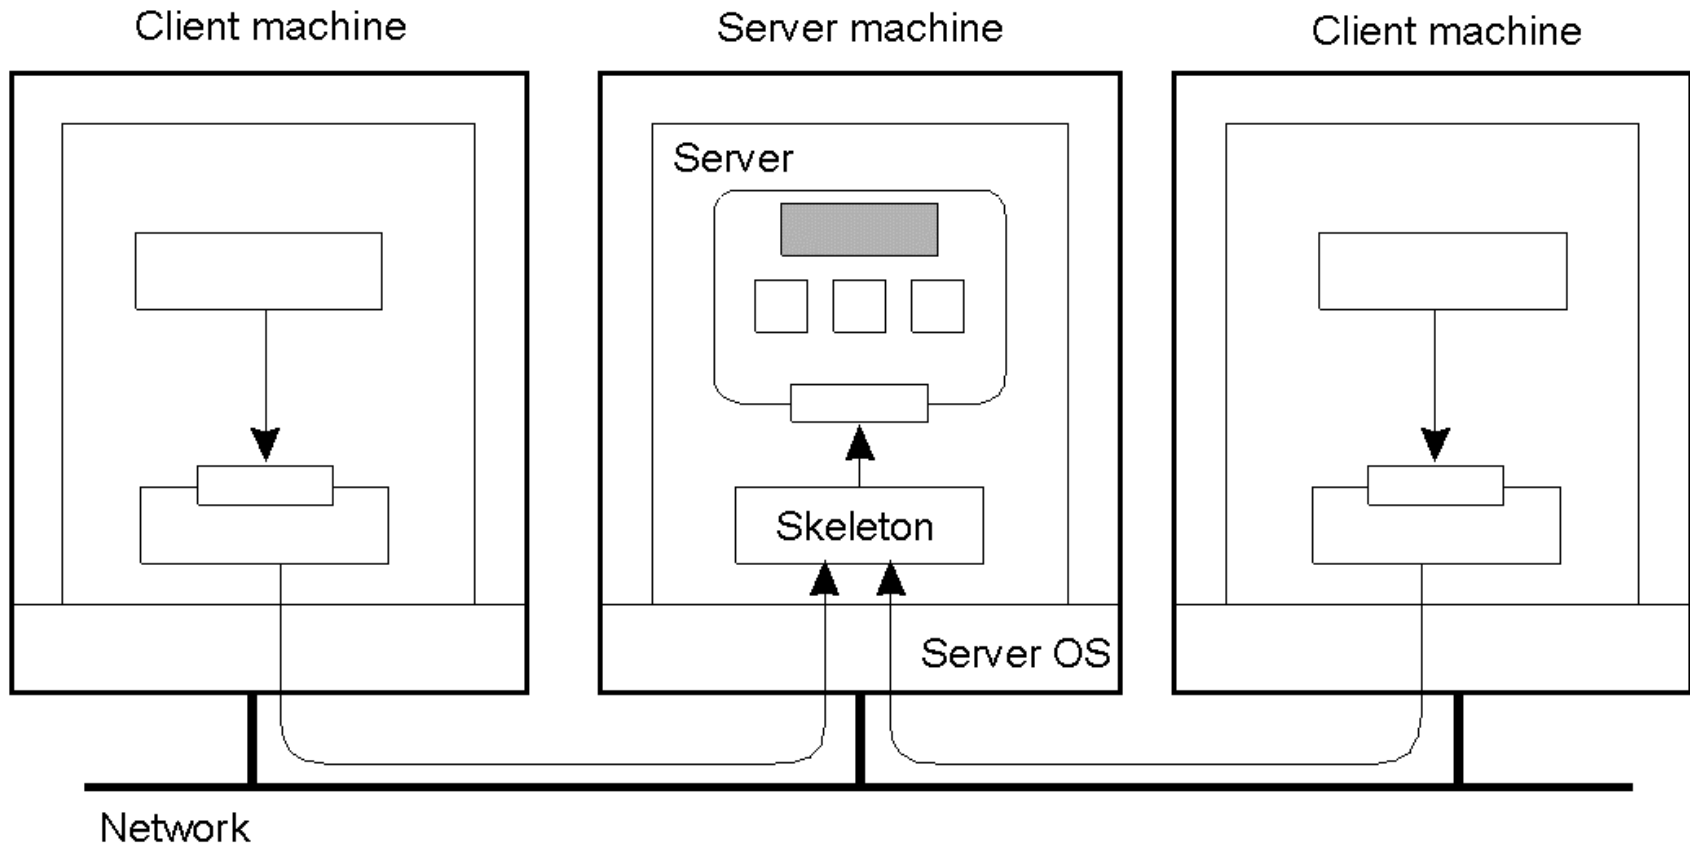 Client machine
Server machine
Client machine
Server
Skeleton
Server OS
Network